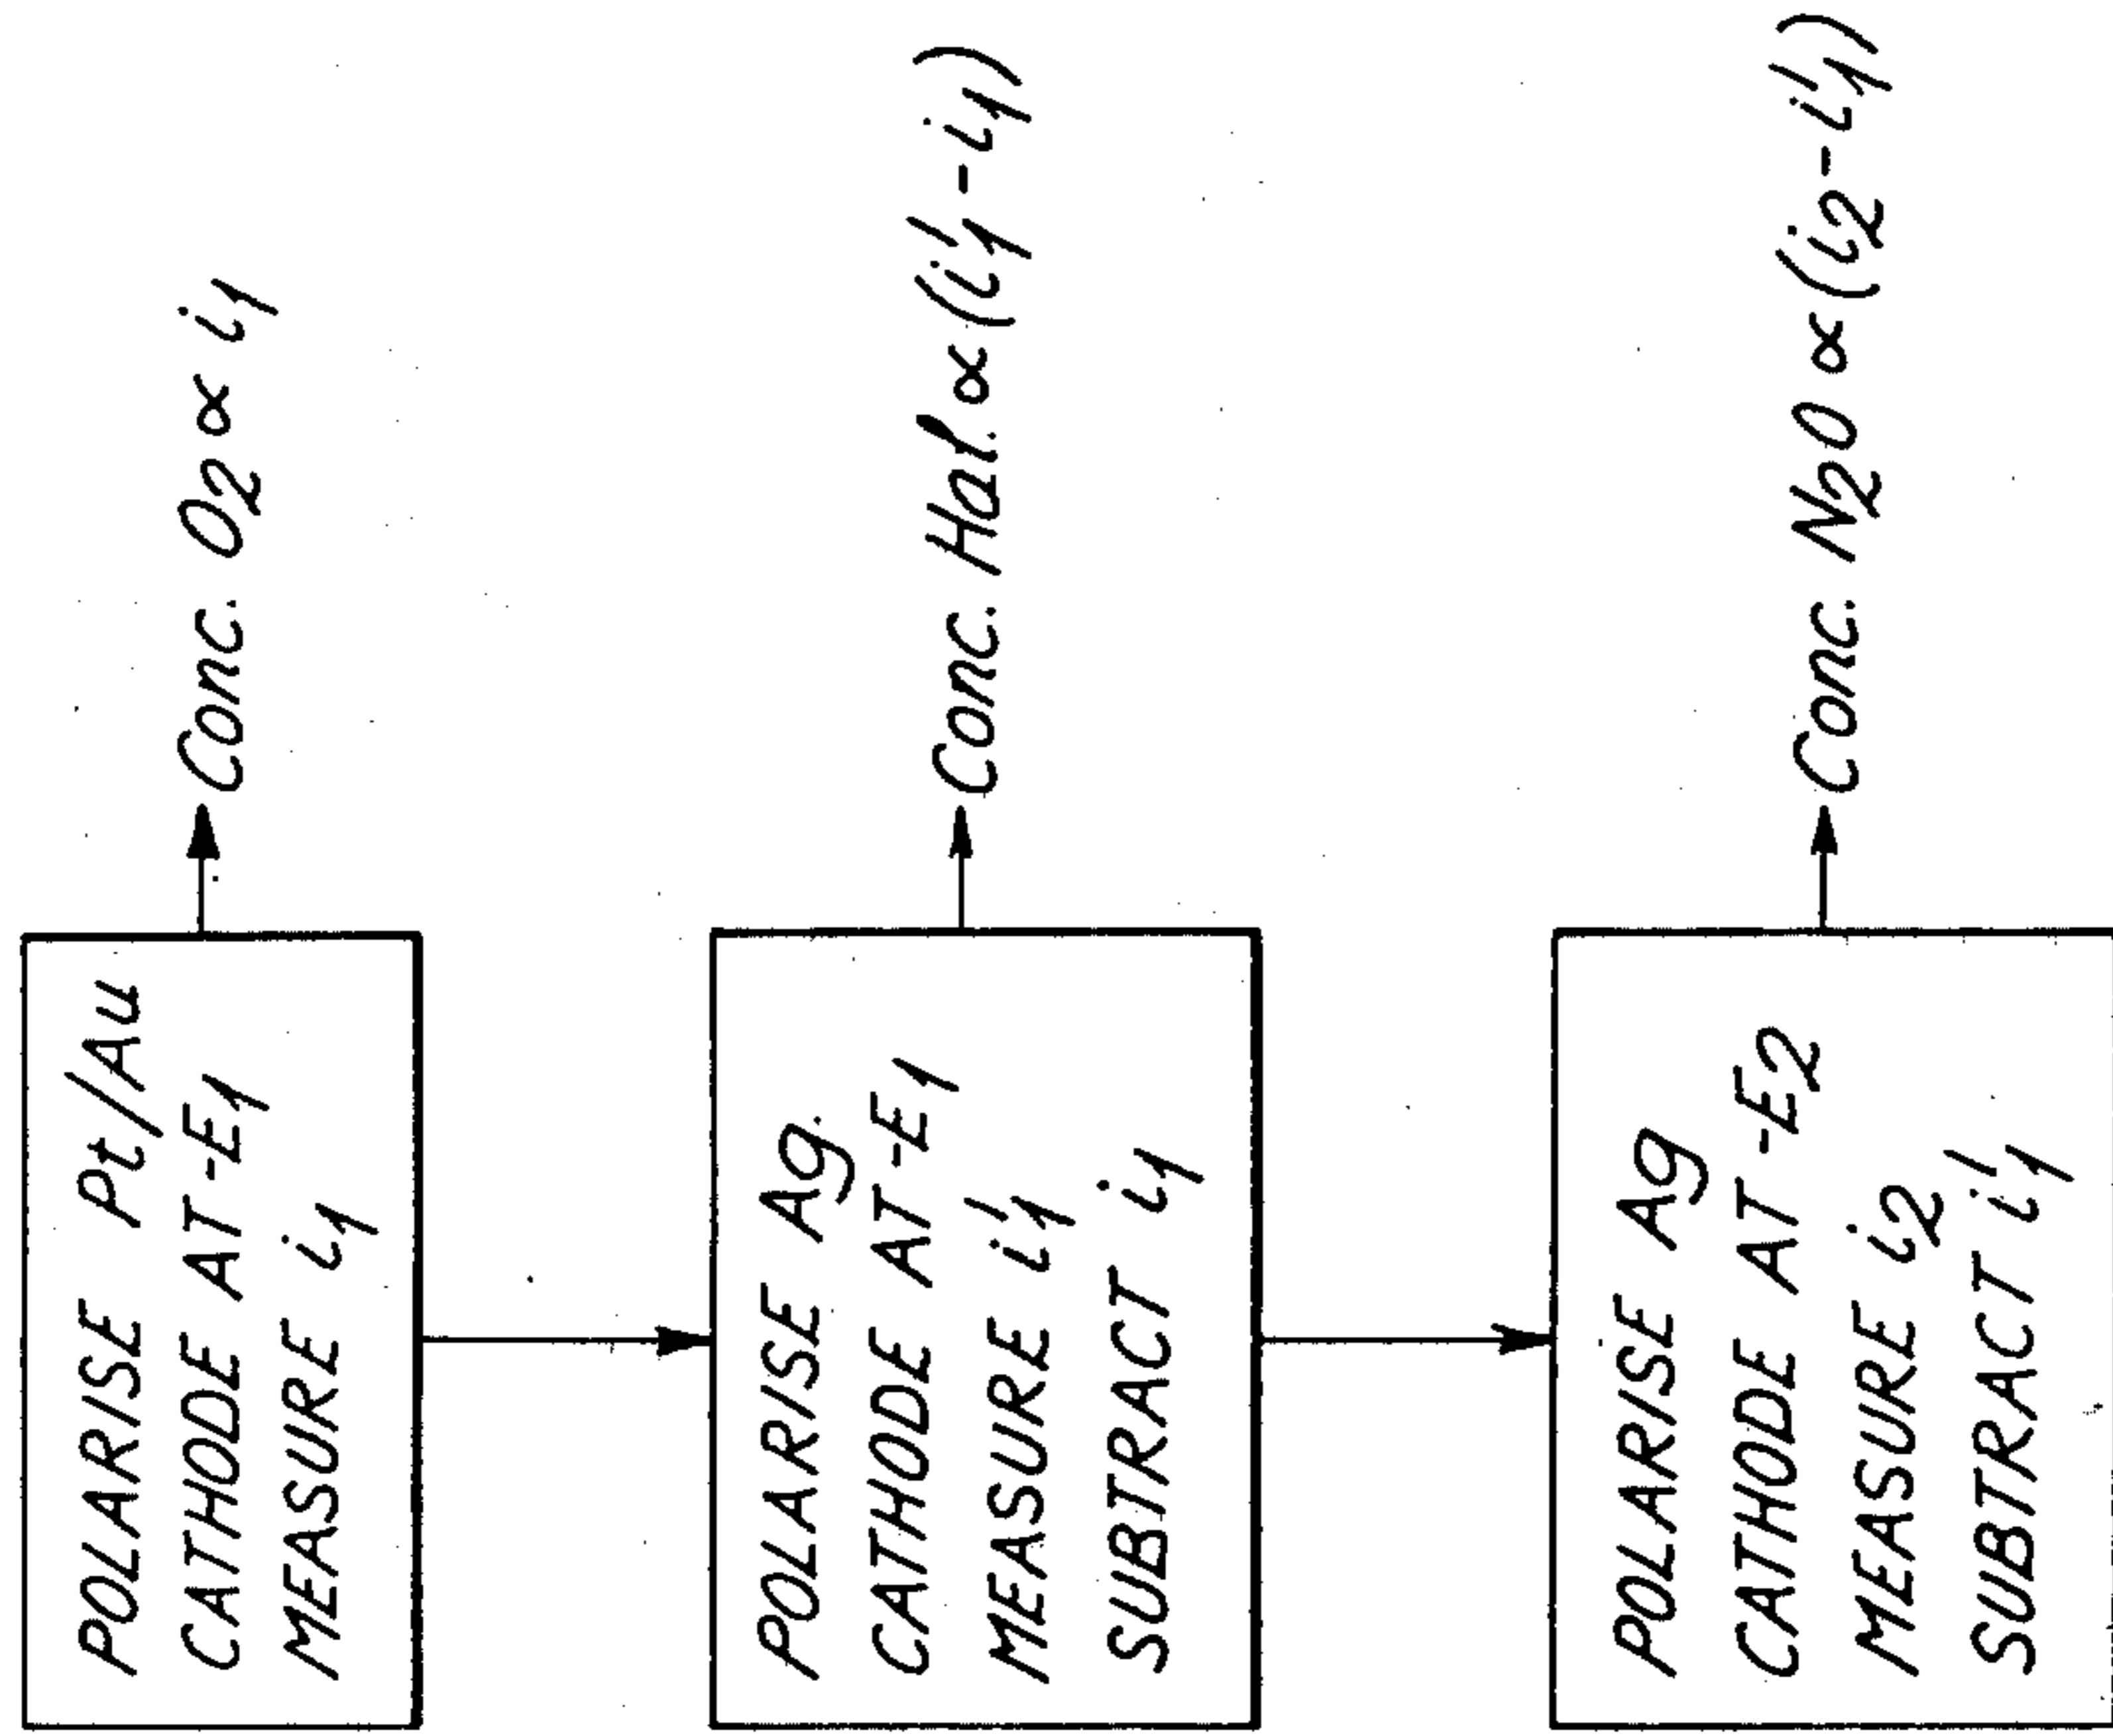 POLARISE Pt/Au
CATHODE AT -E1
MEASURE i1
Conc. O2 ∝ i1
POLARISE Ag.
CATHODE AT -E1
MEASURE i1'
SUBTRACT i1
Conc. Hal. ∝ (i1' - i1)
POLARISE Ag
CATHODE AT -E2
MEASURE i2
SUBTRACT i1'
Conc. N2O ∝ (i2 - i1')